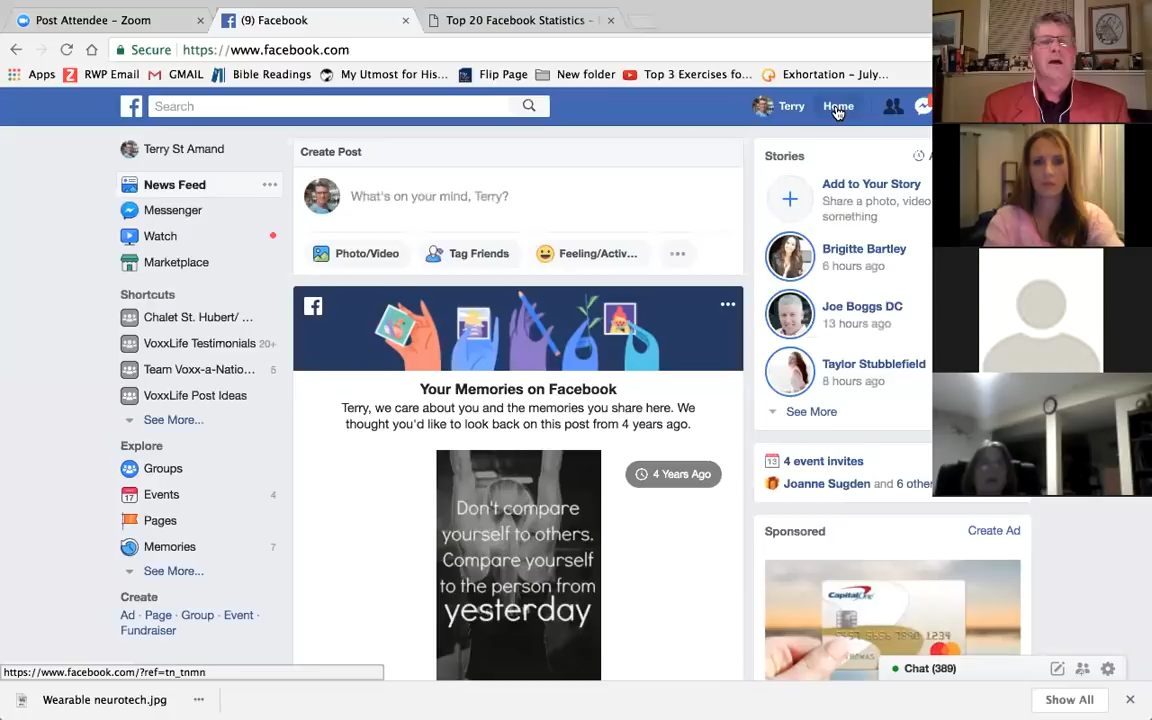 Post Attendee - Zoom
(9) Facebook
Top 20 Facebook Statistics -
Secure
https://www.facebook.com
Apps
RWP Email
GMAIL
Bible Readings
My Utmost for His...
Flip Page
New folder
Top 3 Exercises fo...
Exhortation – July...
Search
Terry
Home
Terry St Amand
News Feed
Messenger
Watch
Marketplace
Shortcuts
Chalet St. Hubert/ ...
VoxxLife Testimonials 20+
Team Voxx-a-Natio... 5
VoxxLife Post Ideas
See More...
Explore
Groups
Events 4
Pages
Memories 7
See More...
Create
Ad · Page · Group · Event ·
Fundraiser
Create Post
What's on your mind, Terry?
Photo/Video
Tag Friends
Feeling/Activ...
Your Memories on Facebook
Terry, we care about you and the memories you share here. We
thought you'd like to look back on this post from 4 years ago.
4 Years Ago
Don't compare
yourself to others.
Compare yourself
to the person from
yesterday
Stories
Add to Your Story
Share a photo, video
something
Brigitte Bartley
6 hours ago
Joe Boggs DC
13 hours ago
Taylor Stubblefield
8 hours ago
See More
4 event invites
Joanne Sugden and 6 other
Sponsored
Create Ad
Capital One
Chat (389)
https://www.facebook.com/?ref=tn_tnmn
Wearable neurotech.jpg
Show All